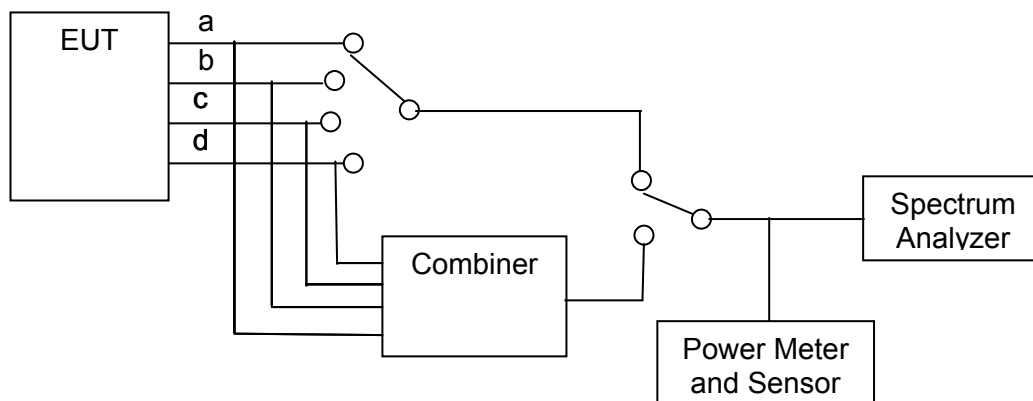 EUT
a
b
c
d
Combiner
Spectrum
Analyzer
Power Meter
and Sensor